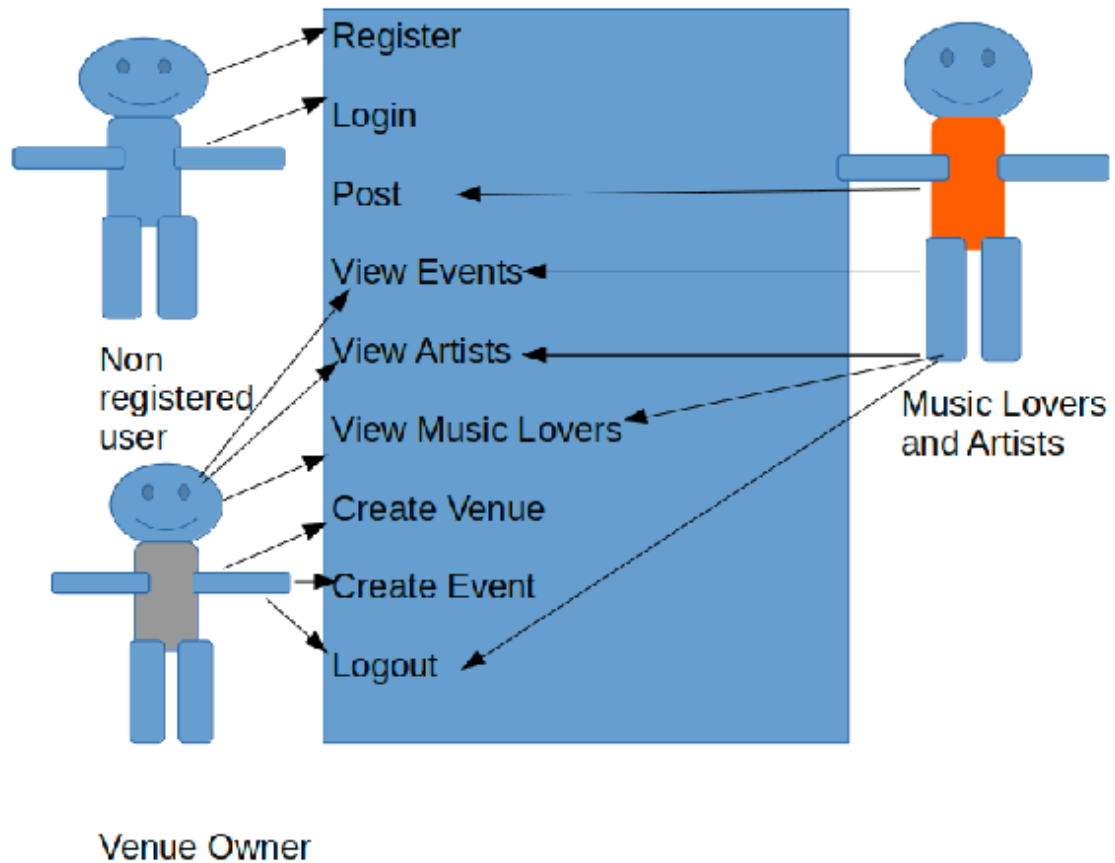 Register
Login
Post
View Events
View Artists
View Music Lovers
Create Venue
Create Event
Logout
Non
registered
user
Music Lovers
and Artists
Venue Owner